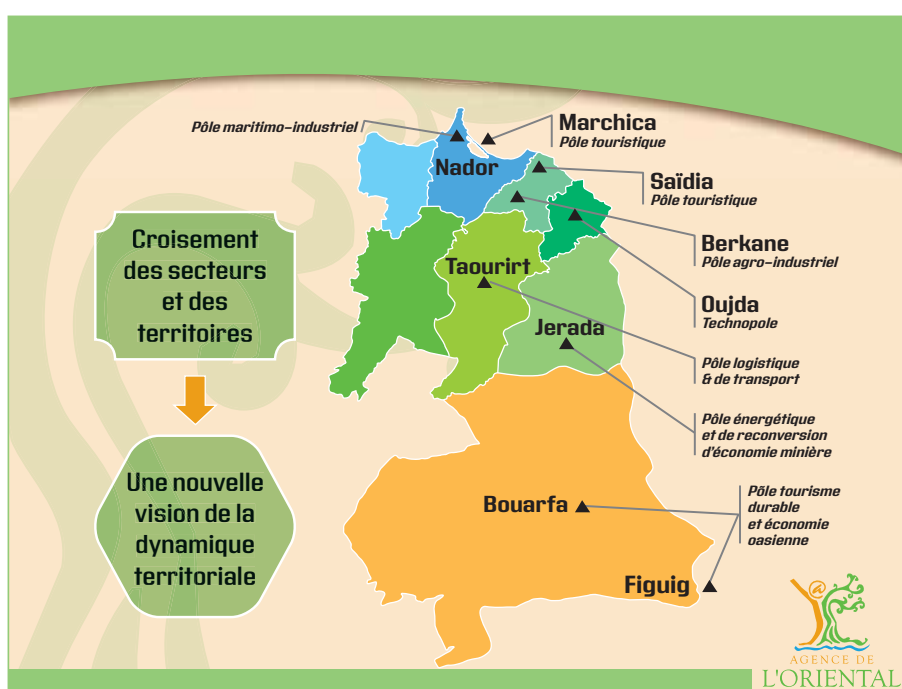 Pôle maritimo-industriel
Marchica
Pôle touristique
Nador
Saïdia
Pôle touristique
Berkane
Pôle agro-industriel
Croisement
des secteurs
et des
territoires
Taourirt
Oujda
Technopole
Jerada
Pôle logistique
& de transport
Pôle énergétique
et de reconversion
d'économie minière
Une nouvelle
vision de la
dynamique
territoriale
Bouarfa
Pôle tourisme
durable
et économie
oasienne
Figuig
@
AGENCE DE
L'ORIENTAL